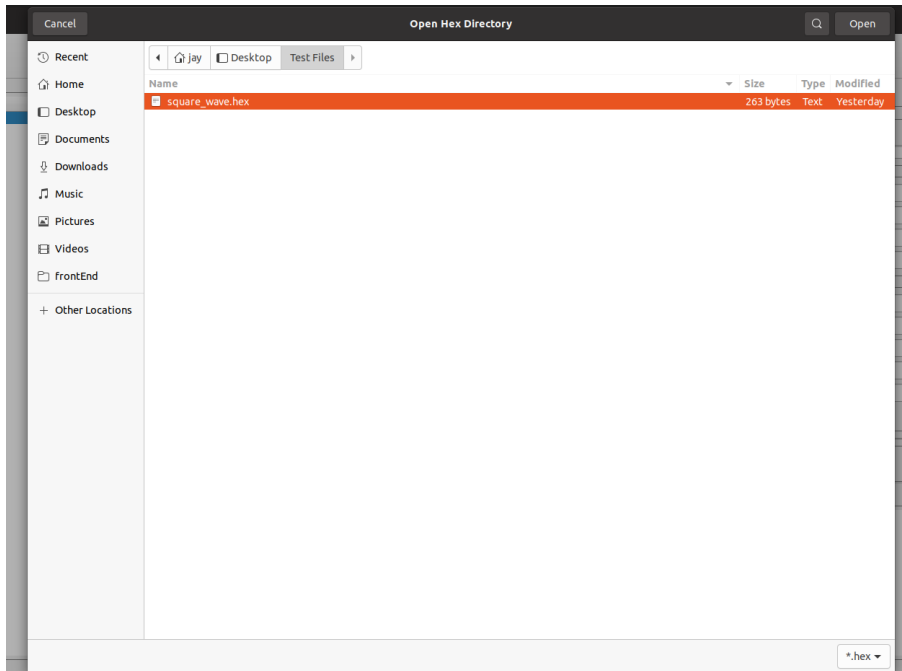 Cancel Open Hex Directory Open
Recent
Home
Desktop
Documents
Downloads
Music
Pictures
Videos
frontEnd
Other Locations
jay Desktop Test Files
Name Size Type Modified
square_wave.hex 263 bytes Text Yesterday
*.hex